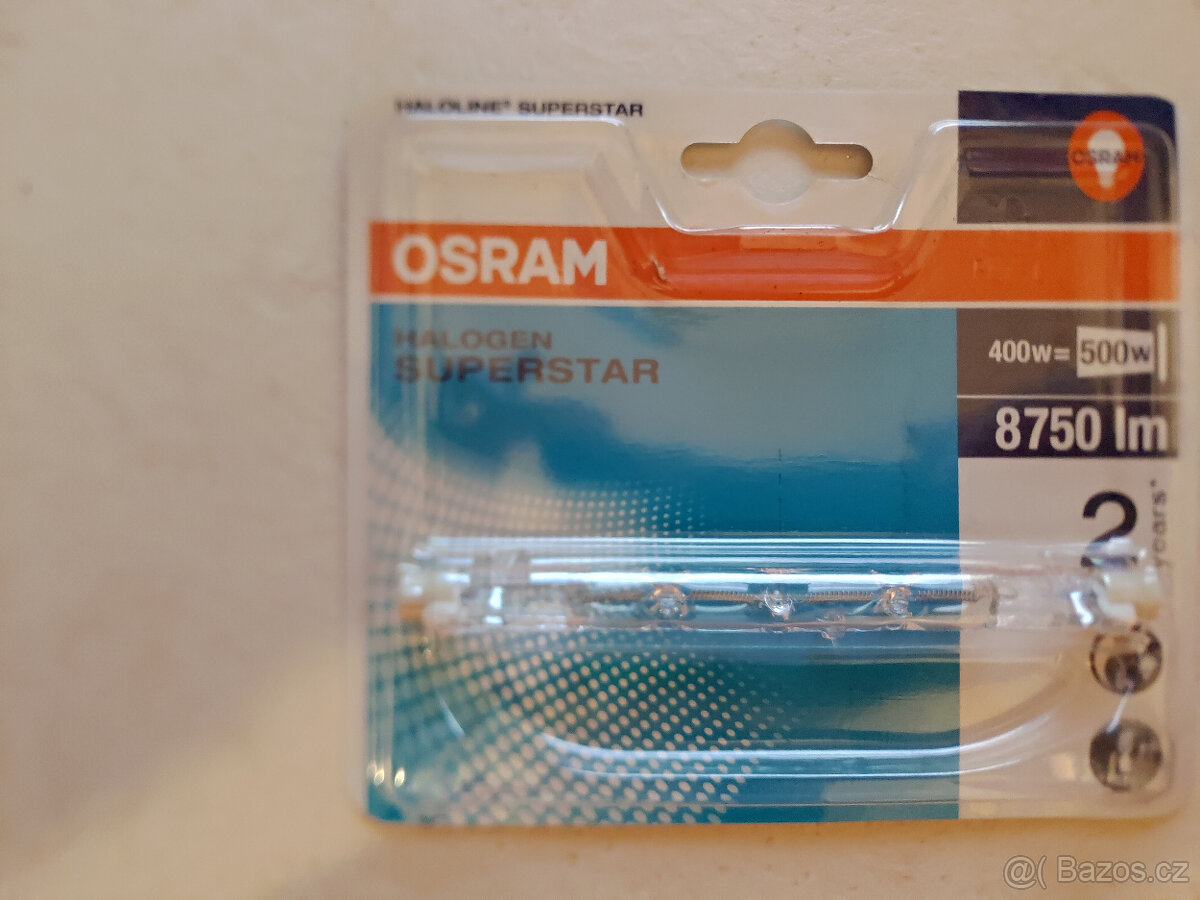 HALOLINE® SUPERSTAR
OSRAM
OSRAM
HALOGEN
SUPERSTAR
400w= 500w
8750 lm
2 years*
@( Bazos.cz